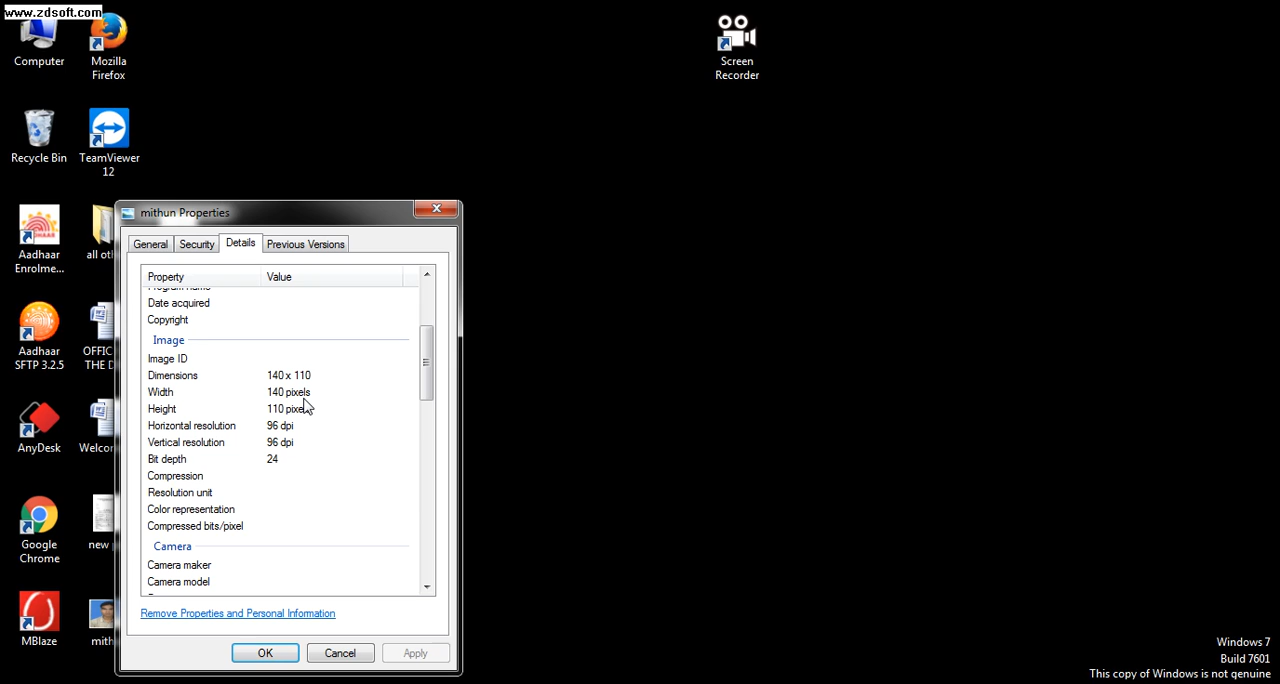 www.zdsoft.com
Computer
Mozilla
Firefox
Screen
Recorder
Recycle Bin
TeamViewer
12
Aadhaar
Enrolme...
all ot
Aadhaar
SFTP 3.2.5
OFFIC
THE D
AnyDesk
Welcon
Google
Chrome
new
MBlaze
mith
mithun Properties
General
Security
Details
Previous Versions
Property Value
Program name
Date acquired
Copyright
Image
Image ID
Dimensions 140 x 110
Width 140 pixels
Height 110 pixels
Horizontal resolution 96 dpi
Vertical resolution 96 dpi
Bit depth 24
Compression
Resolution unit
Color representation
Compressed bits/pixel
Camera
Camera maker
Camera model
Remove Properties and Personal Information
OK
Cancel
Apply
Windows 7
Build 7601
This copy of Windows is not genuine